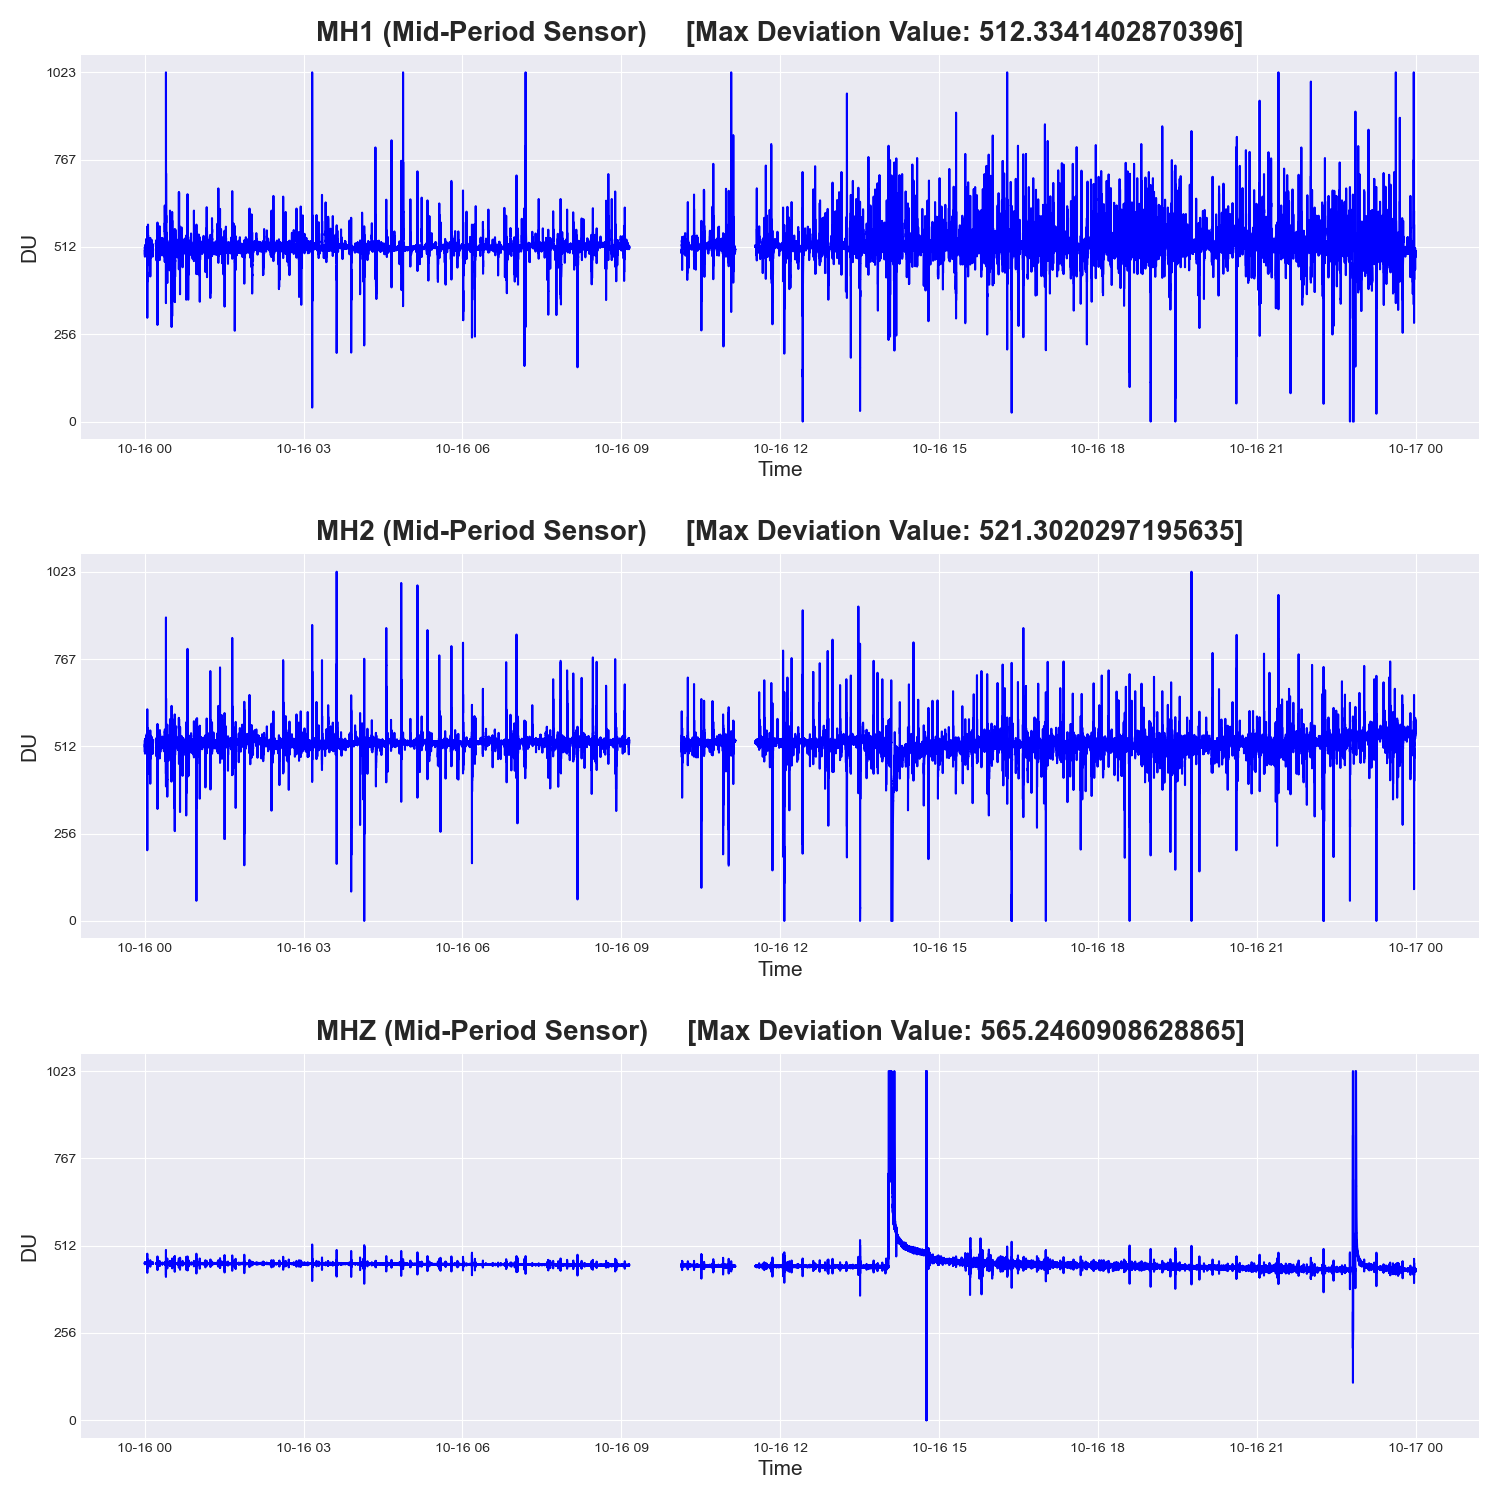 MH1 (Mid-Period Sensor) [Max Deviation Value: 512.3341402870396]
1023
767
512
256
0
DU
10-16 00 10-16 03 10-16 06 10-16 09 10-16 12 10-16 15 10-16 18 10-16 21 10-17 00
Time
MH2 (Mid-Period Sensor) [Max Deviation Value: 521.3020297195635]
1023
767
512
256
0
DU
10-16 00 10-16 03 10-16 06 10-16 09 10-16 12 10-16 15 10-16 18 10-16 21 10-17 00
Time
MHZ (Mid-Period Sensor) [Max Deviation Value: 565.2460908628865]
1023
767
512
256
0
DU
10-16 00 10-16 03 10-16 06 10-16 09 10-16 12 10-16 15 10-16 18 10-16 21 10-17 00
Time